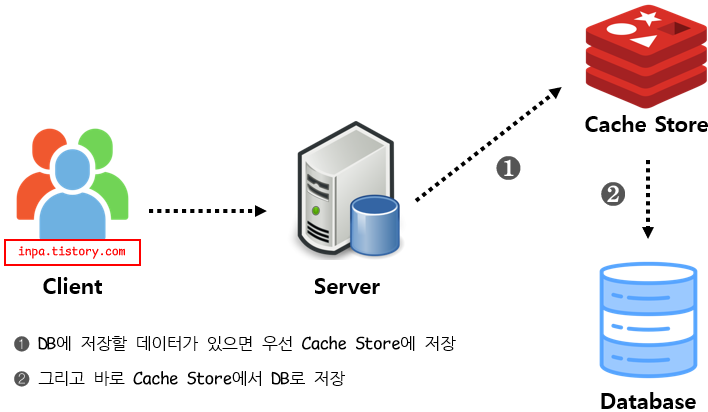 Cache Store
❶
❷
inpa.tistory.com
Client
Server
❶ DB에 저장할 데이터가 있으면 우선 Cache Store에 저장
❷ 그리고 바로 Cache Store에서 DB로 저장
Database